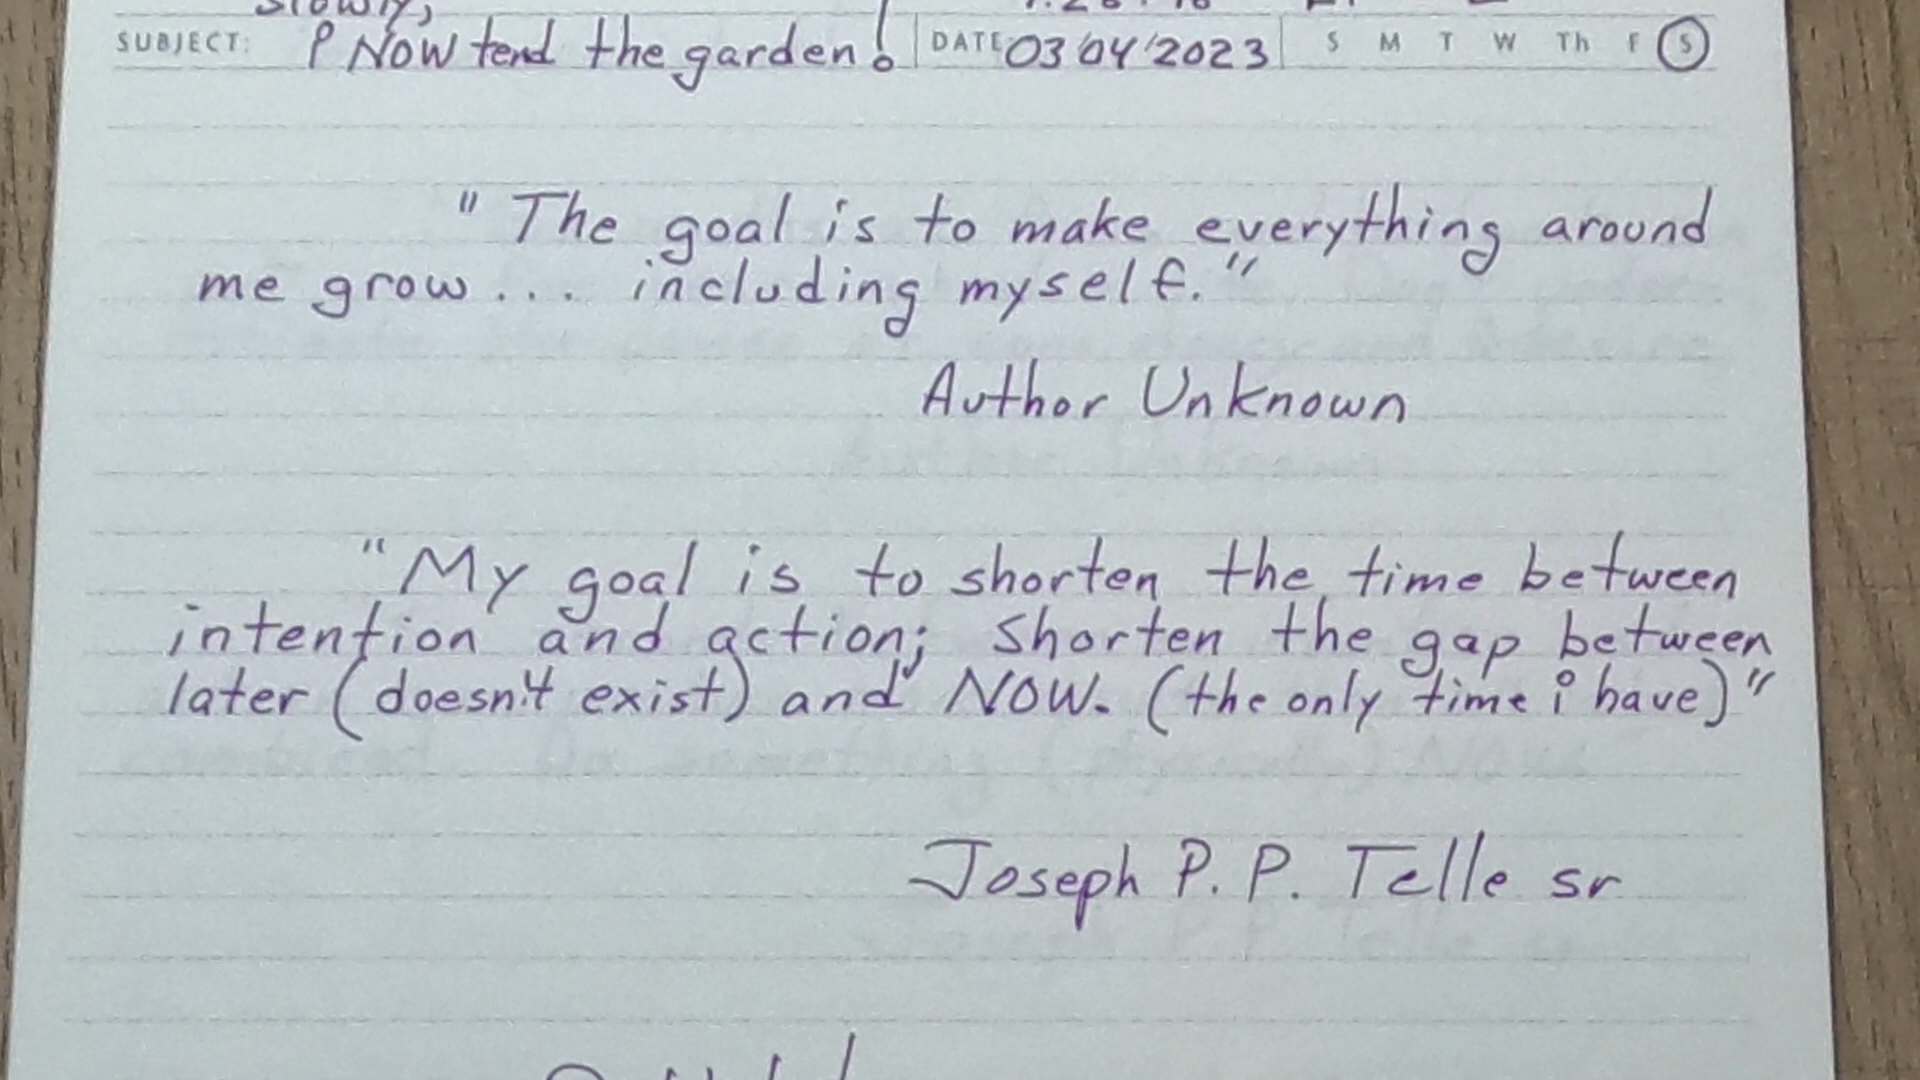 slowly,
SUBJECT: i NOW tend the garden! DATE: 03/04/2023 S M T W Th F S
"The goal is to make everything around
me grow... including myself."
Author Unknown
"My goal is to shorten the time between
intention and action; Shorten the gap between
later (doesn't exist) and NOW. (the only time i have)"
Joseph P. P. Telle sr